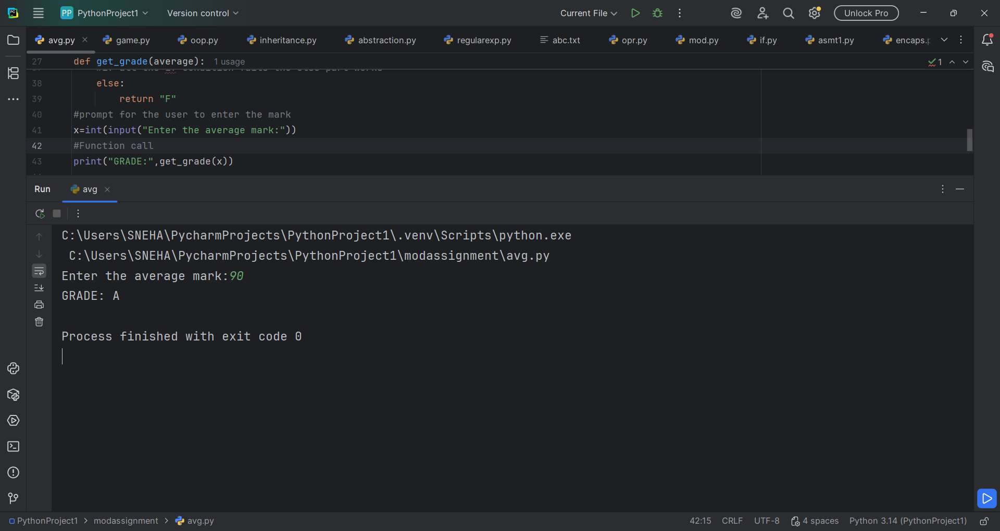 PC
PP PythonProject1 Version control Current File Unlock Pro
avg.py game.py oop.py inheritance.py abstraction.py regularexp.py abc.txt opr.py mod.py if.py asmt1.py encaps.p
27 def get_grade(average): 1 usage 1
38 else:
39 return "F"
40 #prompt for the user to enter the mark
41 x=int(input("Enter the average mark:"))
42 #Function call
43 print("GRADE:",get_grade(x))
Run avg
C:\Users\SNEHA\PycharmProjects\PythonProject1\.venv\Scripts\python.exe
C:\Users\SNEHA\PycharmProjects\PythonProject1\modassignment\avg.py
Enter the average mark:90
GRADE: A
Process finished with exit code 0
PythonProject1 > modassignment > avg.py 42:15 CRLF UTF-8 4 spaces Python 3.14 (PythonProject1)